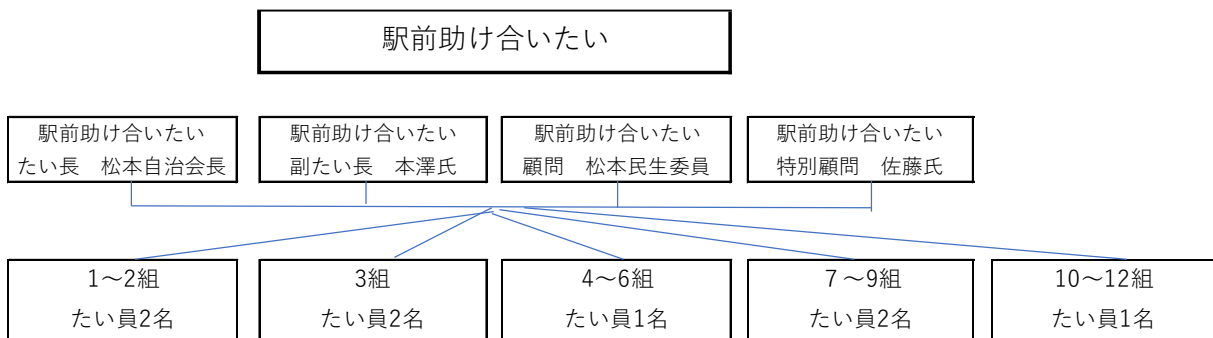 駅前助け合いたい
駅前助け合いたい
たい長　松本自治会長
駅前助け合いたい
副たい長　本澤氏
駅前助け合いたい
顧問　松本民生委員
駅前助け合いたい
特別顧問　佐藤氏
1～2組
たい員2名
3組
たい員2名
4～6組
たい員1名
７～9組
たい員2名
10～12組
たい員1名